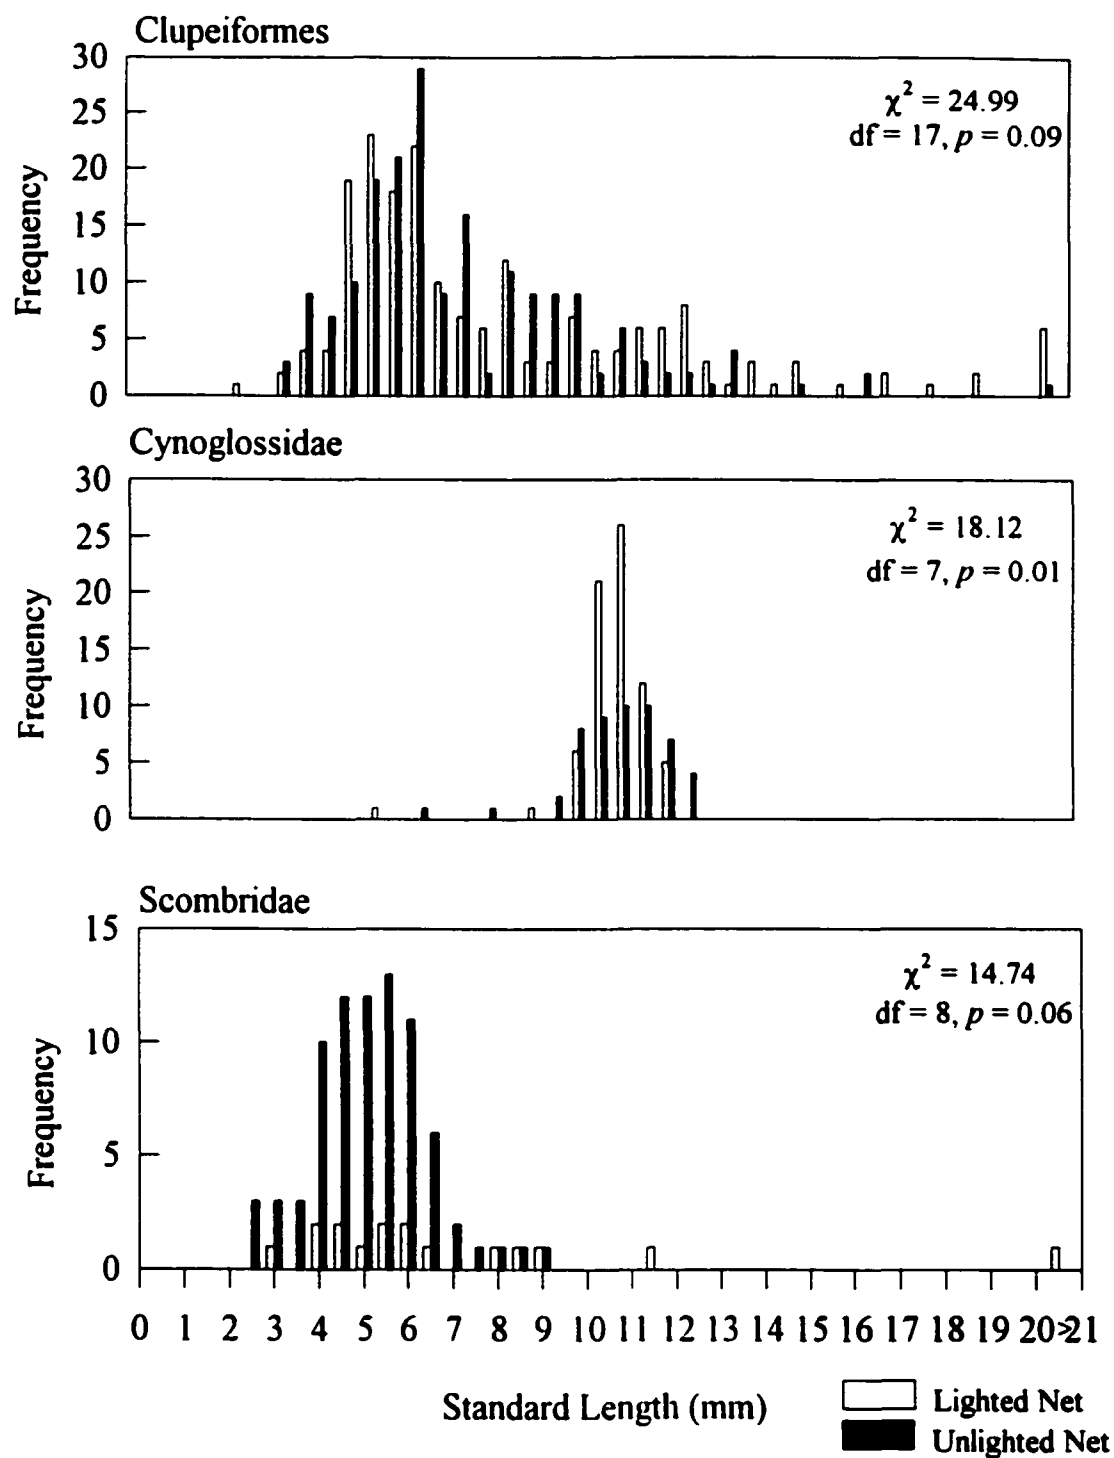 Clupeiformes
30
25
20
15
10
5
0
Frequency
χ² = 24.99
df = 17, p = 0.09
Cynoglossidae
30
25
20
15
10
5
0
Frequency
χ² = 18.12
df = 7, p = 0.01
Scombridae
15
10
5
0
Frequency
χ² = 14.74
df = 8, p = 0.06
0 1 2 3 4 5 6 7 8 9 10 11 12 13 14 15 16 17 18 19 20 ≥21
Standard Length (mm)
Lighted Net
Unlighted Net